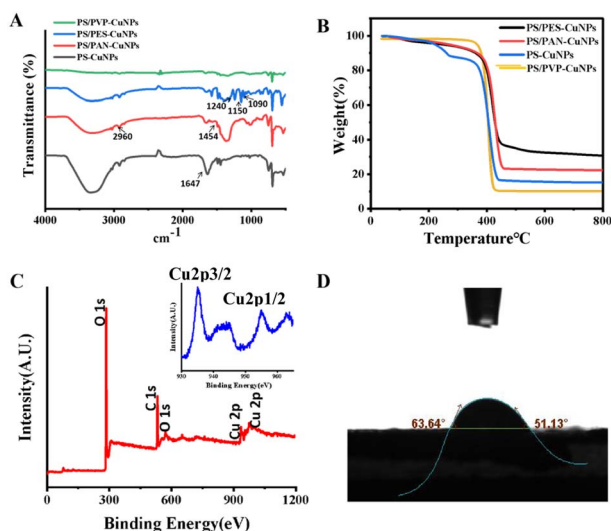 A
PS/PVP-CuNPs
PS/PES-CuNPs
PS/PAN-CuNPs
PS-CuNPs
Transmittance (%)
1240
1150
1090
2960
1454
1647
4000 3000 2000 1000
cm-1
B
PS/PES-CuNPs
PS/PAN-CuNPs
PS-CuNPs
PS/PVP-CuNPs
Weight(%)
100
80
60
40
20
0
0 200 400 600 800
Temperature°C
C
Cu2p3/2
Cu2p1/2
Intensity(A.U.)
930 945 960
Binding Energy(eV)
O 1s
C 1s
O 1s
Cu 2p
Cu 2p
Intensity(A.U.)
0 300 600 900 1200
Binding Energy(eV)
D
63.64° 51.13°